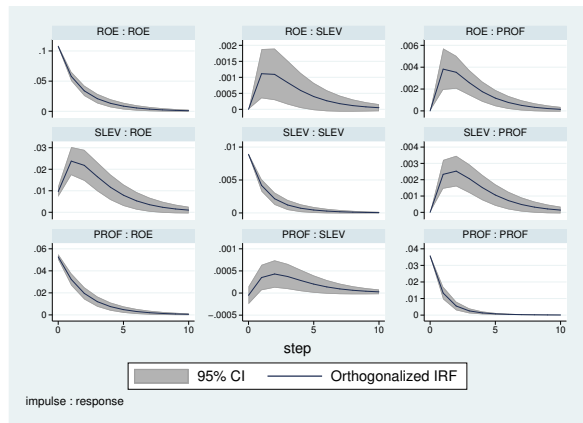 ROE : ROE
ROE : SLEV
ROE : PROF
.1
.05
0
.002
.0015
.001
.0005
0
.006
.004
.002
0
SLEV : ROE
SLEV : SLEV
SLEV : PROF
.03
.02
.01
0
.01
.005
0
.004
.003
.002
.001
0
PROF : ROE
PROF : SLEV
PROF : PROF
.06
.04
.02
0
.001
.0005
0
-.0005
.04
.03
.02
.01
0
0 5 10
0 5 10
0 5 10
step
95% CI
Orthogonalized IRF
impulse : response